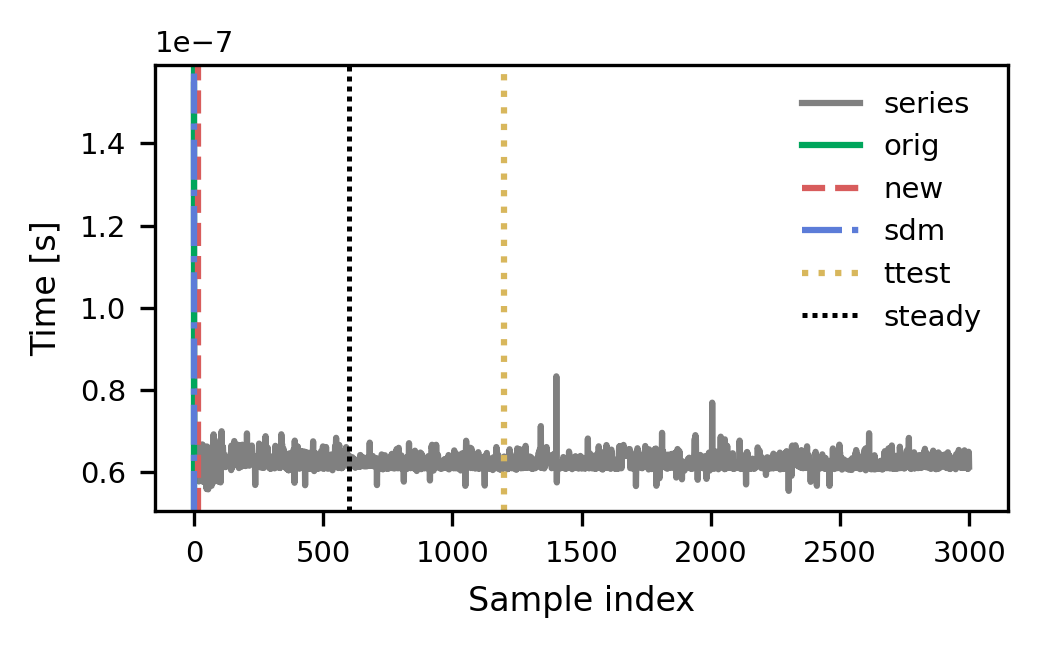 1e−7
1.4
1.2
1.0
0.8
0.6
Time [s]
series
orig
new
sdm
ttest
steady
0 500 1000 1500 2000 2500 3000
Sample index